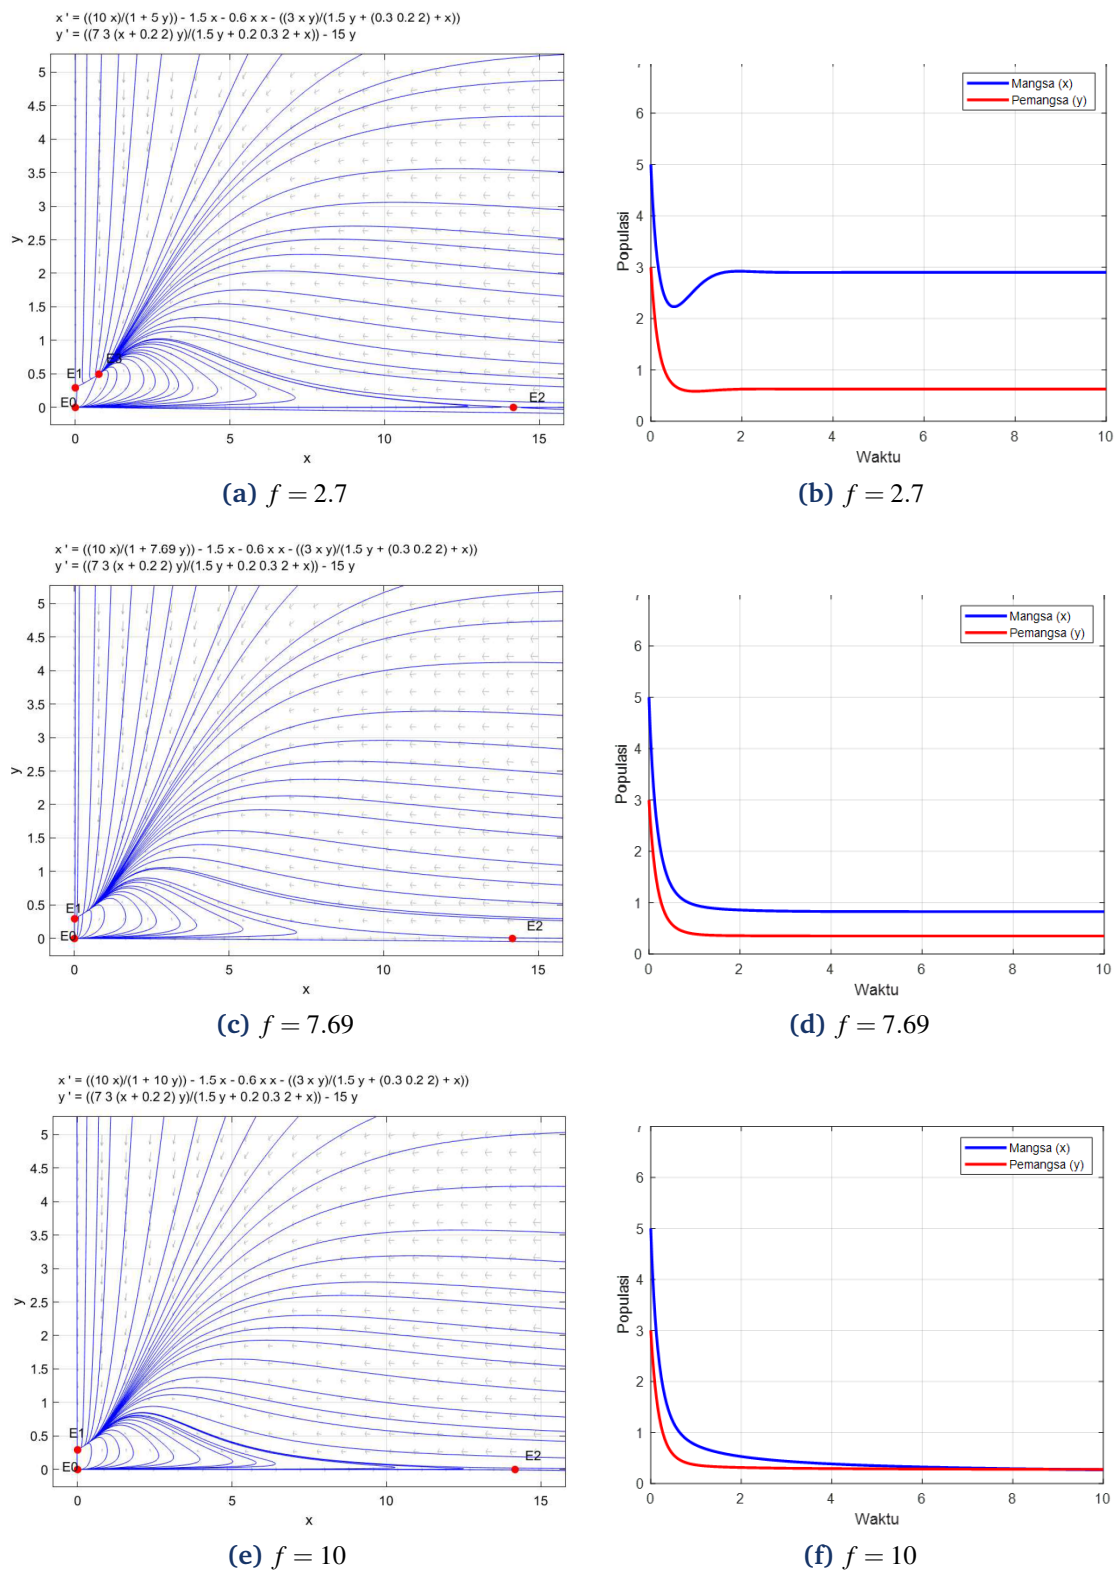 x ' = ((10 x)/(1 + 5 y)) - 1.5 x - 0.6 x x - ((3 x y)/(1.5 y + (0.3 0.2 2) + x))
y ' = ((7 3 (x + 0.2 2) y)/(1.5 y + 0.2 0.3 2 + x)) - 15 y
5
4.5
4
3.5
3
2.5
2
1.5
1
0.5
0
y
E3
E1
E0
E2
0
5
10
15
x
(a) f = 2.7
Mangsa (x)
Pemangsa (y)
6
5
4
3
2
1
0
Populasi
0
2
4
6
8
10
Waktu
(b) f = 2.7
x ' = ((10 x)/(1 + 7.69 y)) - 1.5 x - 0.6 x x - ((3 x y)/(1.5 y + (0.3 0.2 2) + x))
y ' = ((7 3 (x + 0.2 2) y)/(1.5 y + 0.2 0.3 2 + x)) - 15 y
5
4.5
4
3.5
3
2.5
2
1.5
1
0.5
0
y
E1
E0
E2
0
5
10
15
x
(c) f = 7.69
Mangsa (x)
Pemangsa (y)
6
5
4
3
2
1
0
Populasi
0
2
4
6
8
10
Waktu
(d) f = 7.69
x ' = ((10 x)/(1 + 10 y)) - 1.5 x - 0.6 x x - ((3 x y)/(1.5 y + (0.3 0.2 2) + x))
y ' = ((7 3 (x + 0.2 2) y)/(1.5 y + 0.2 0.3 2 + x)) - 15 y
5
4.5
4
3.5
3
2.5
2
1.5
1
0.5
0
y
E1
E0
E2
0
5
10
15
x
(e) f = 10
Mangsa (x)
Pemangsa (y)
7
6
5
4
3
2
1
0
Populasi
0
2
4
6
8
10
Waktu
(f) f = 10